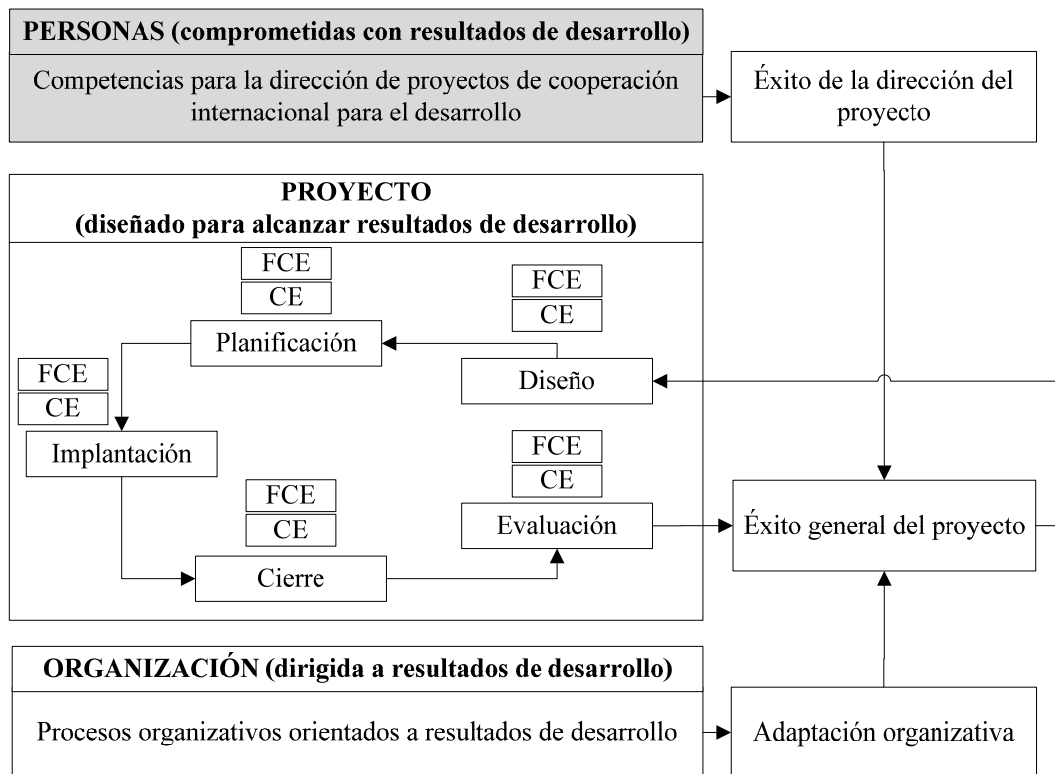 PERSONAS (comprometidas con resultados de desarrollo)
Competencias para la dirección de proyectos de cooperación
internacional para el desarrollo
Éxito de la dirección del
proyecto
PROYECTO
(diseñado para alcanzar resultados de desarrollo)
FCE
CE
Planificación
FCE
CE
Diseño
FCE
CE
Implantación
FCE
CE
Cierre
FCE
CE
Evaluación
Éxito general del proyecto
ORGANIZACIÓN (dirigida a resultados de desarrollo)
Procesos organizativos orientados a resultados de desarrollo
Adaptación organizativa